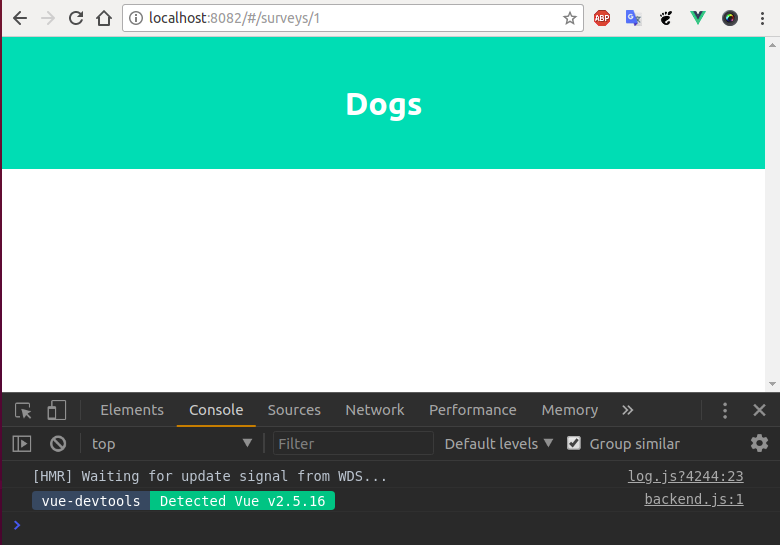 localhost:8082/#/surveys/1
ABP
Dogs
Elements Console Sources Network Performance Memory
top Filter Default levels Group similar
[HMR] Waiting for update signal from WDS... log.js?4244:23
vue-devtools Detected Vue v2.5.16 backend.js:1